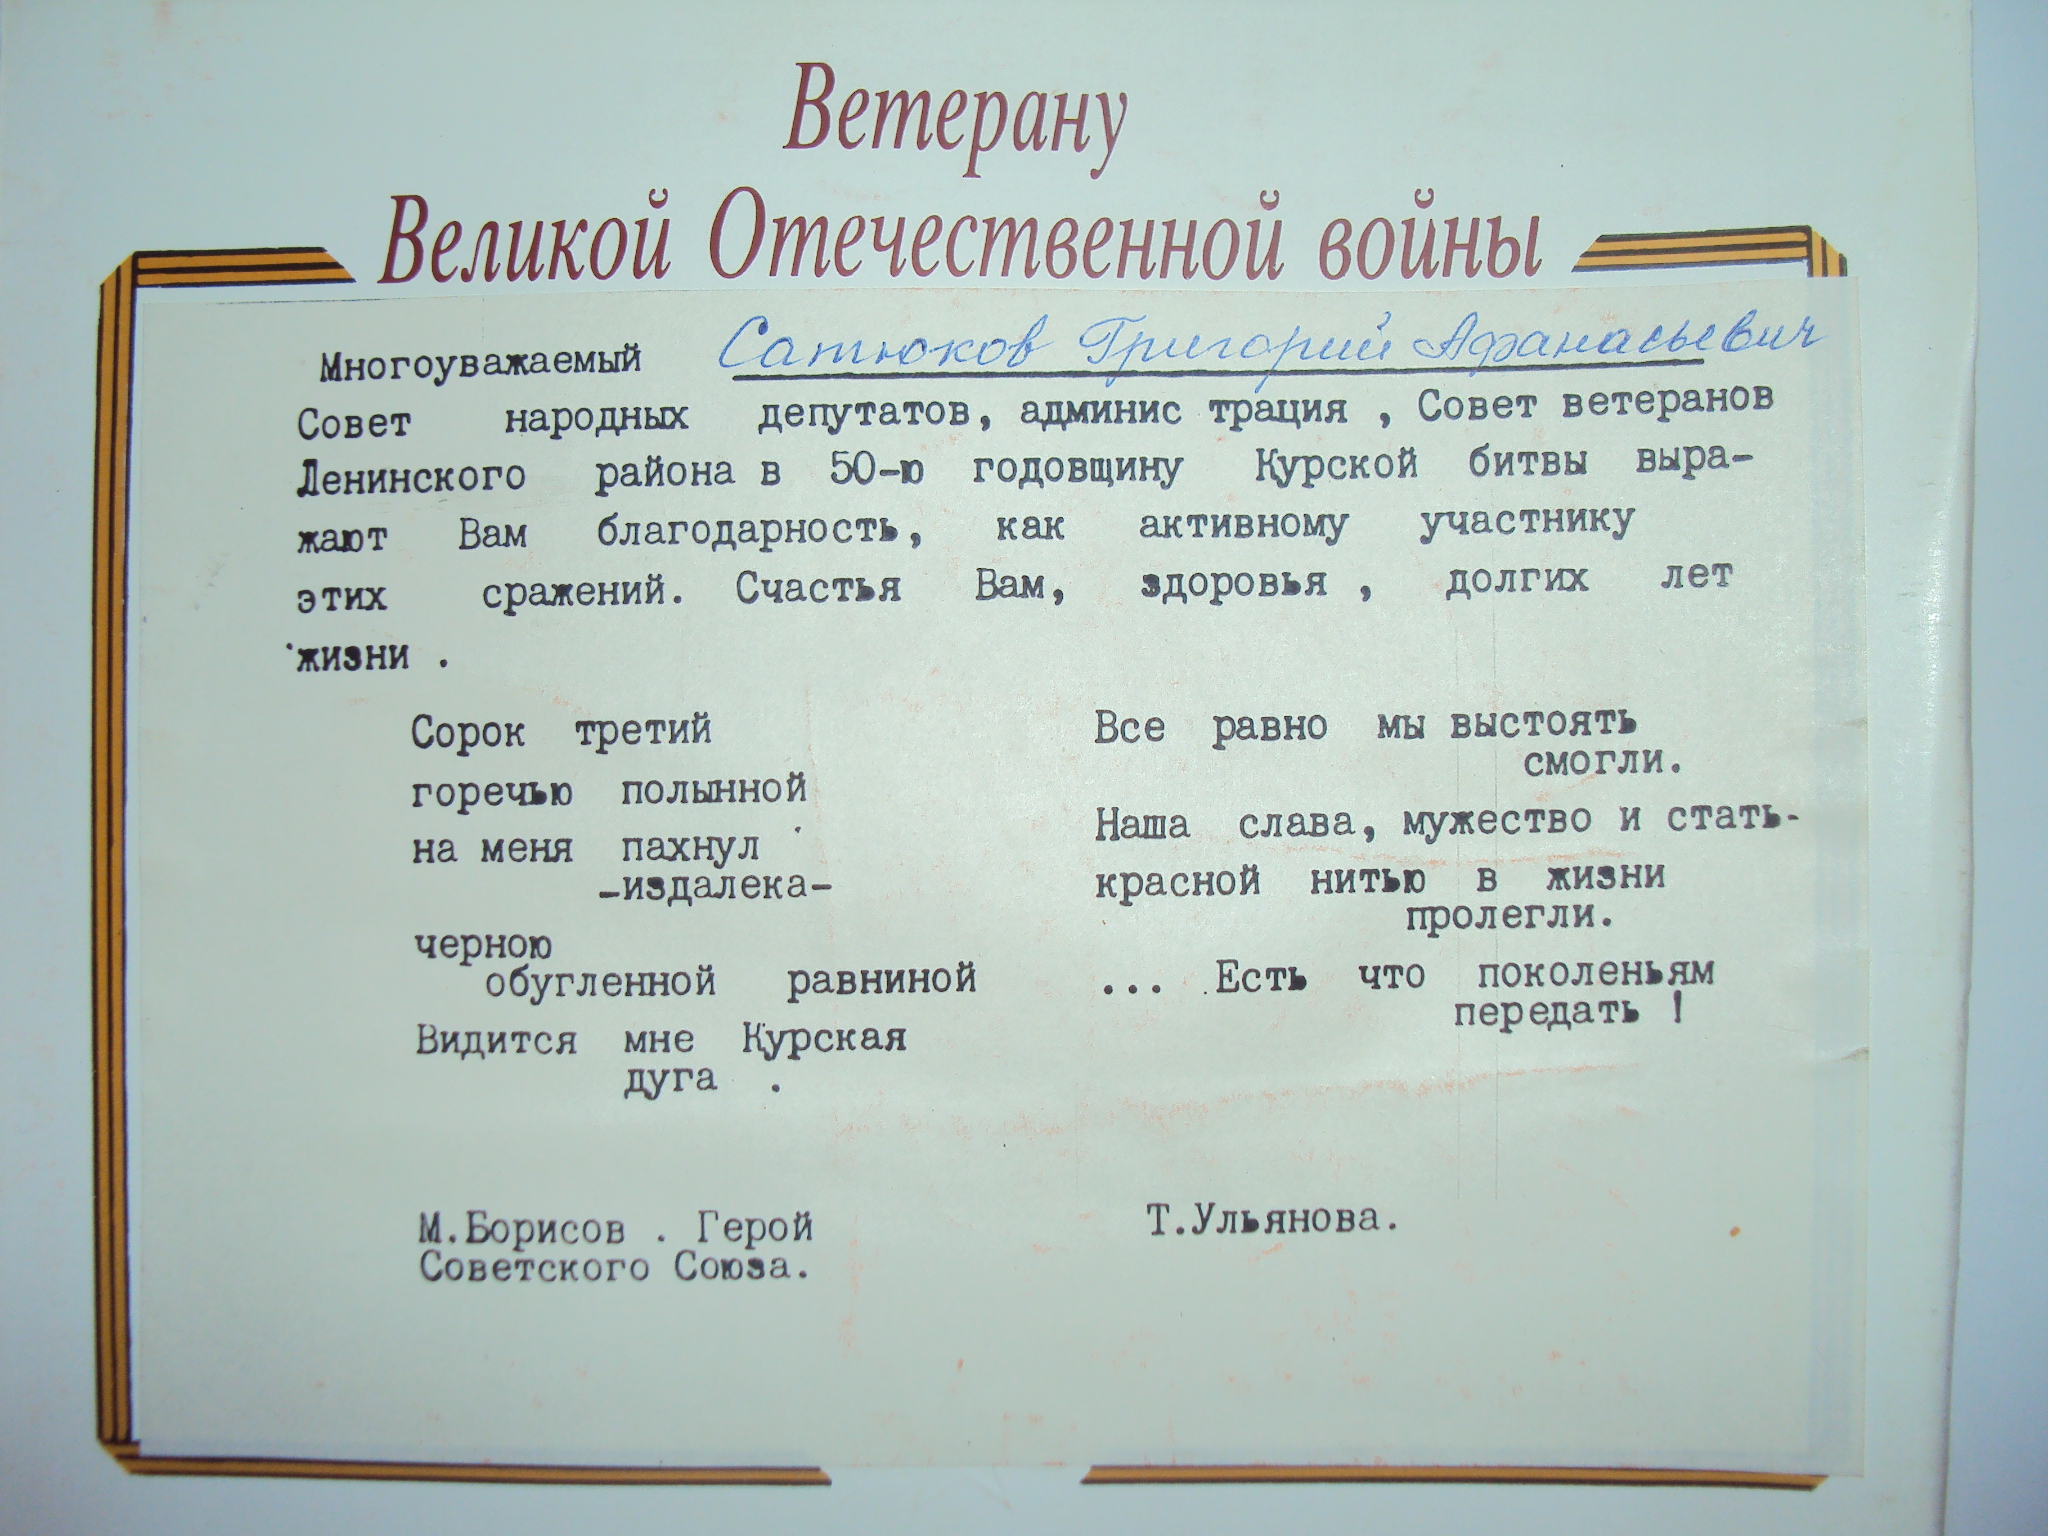 Ветерану
Великой Отечественной войны
Многоуважаемый Сатюков Григорий Афанасьевич
Совет народных депутатов, админис трация , Совет ветеранов
Ленинского района в 50-ю годовщину Курской битвы выра-
жают Вам благодарность, как активному участнику
этих сражений. Счастья Вам, здоровья , долгих лет
жизни .
Сорок третий
горечью полынной
на меня пахнул
-издалека-
черною
обугленной равниной
Видится мне Курская
дуга .
М.Борисов . Герой
Советского Союза.
Все равно мы выстоять
смогли.
Наша слава, мужество и стать-
красной нитью в жизни
пролегли.
... Есть что поколеньям
передать !
Т.Ульянова.